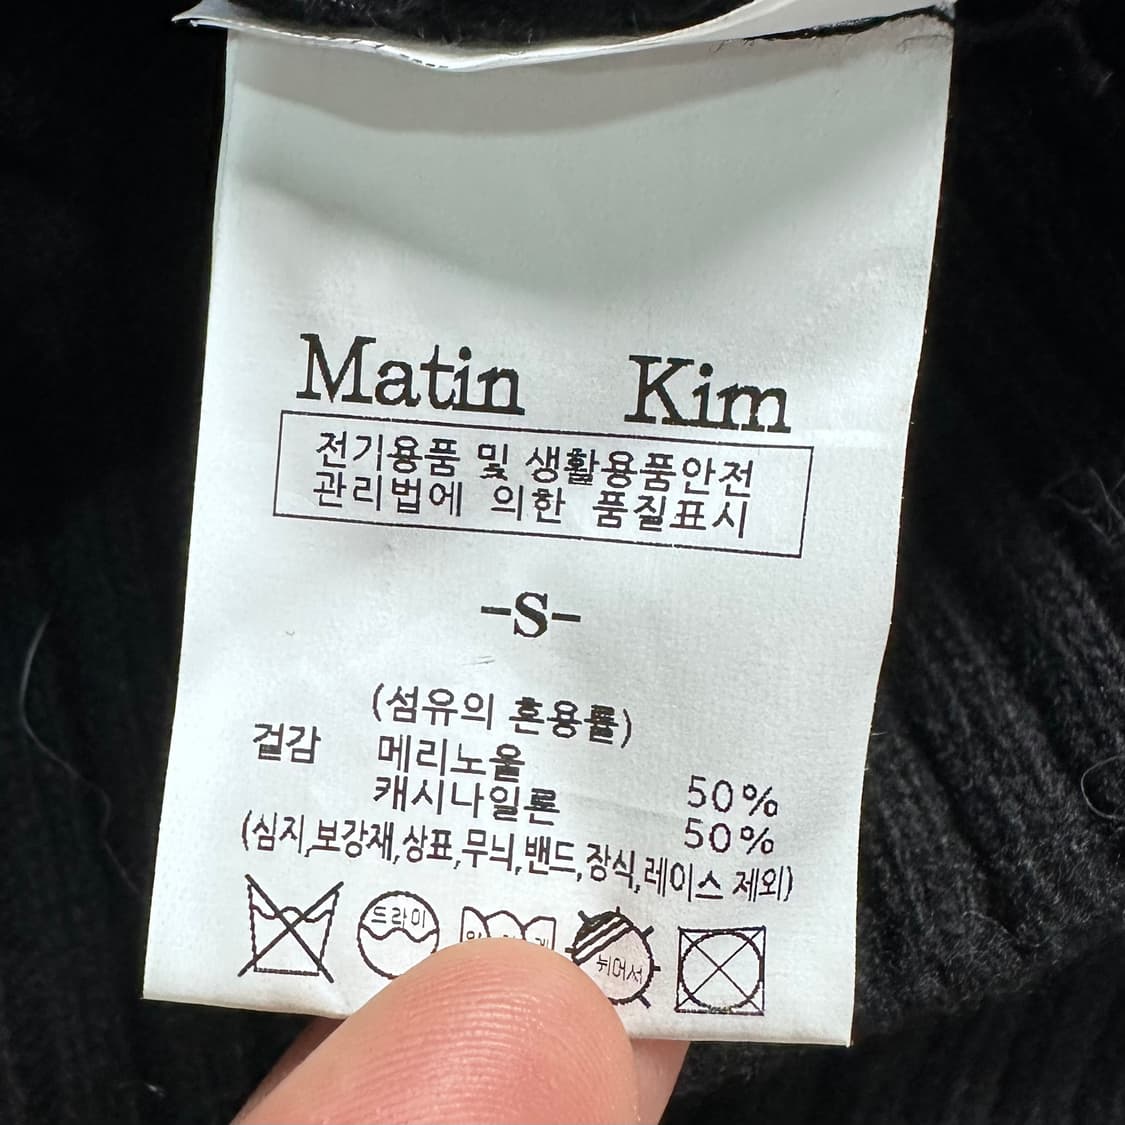 Matin Kim
전기용품 및 생활용품안전
관리법에 의한 품질표시
-S-
(섬유의 혼용률)
겉감 메리노울 50%
캐시나일론 50%
(심지,보강재,상표,무늬,밴드,장식,레이스 제외)
드라이
뉘어서